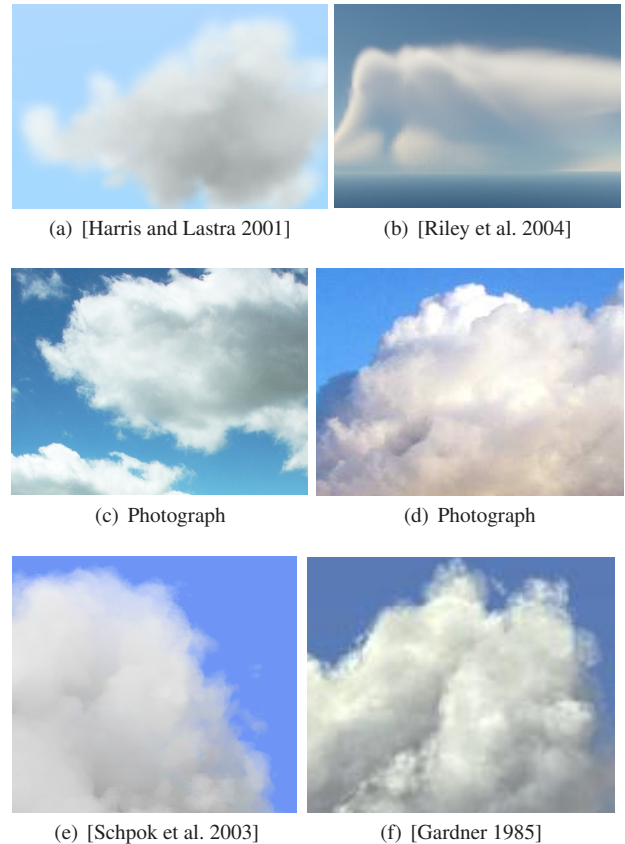 (a) [Harris and Lastra 2001]
(b) [Riley et al. 2004]
(c) Photograph
(d) Photograph
(e) [Schpok et al. 2003]
(f) [Gardner 1985]